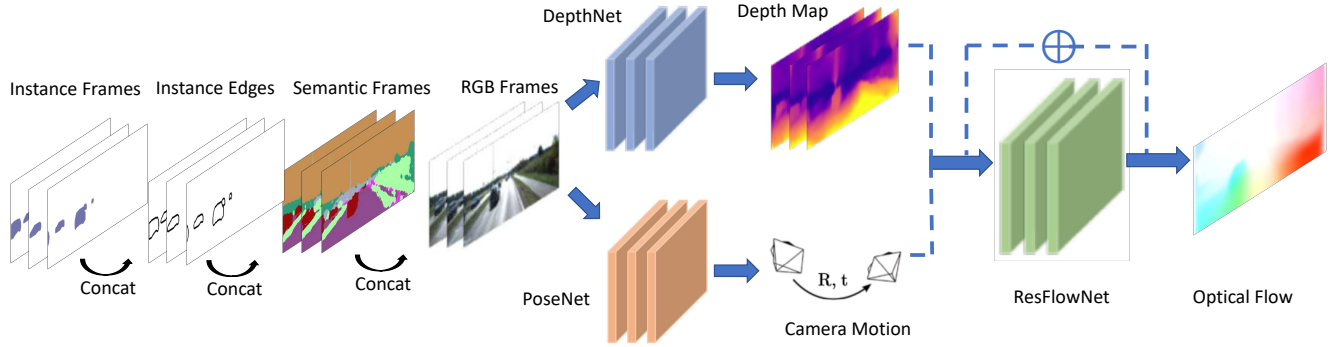 DepthNet
Depth Map
Instance Frames
Instance Edges
Semantic Frames
RGB Frames
Concat
Concat
Concat
PoseNet
R, t
Camera Motion
ResFlowNet
Optical Flow